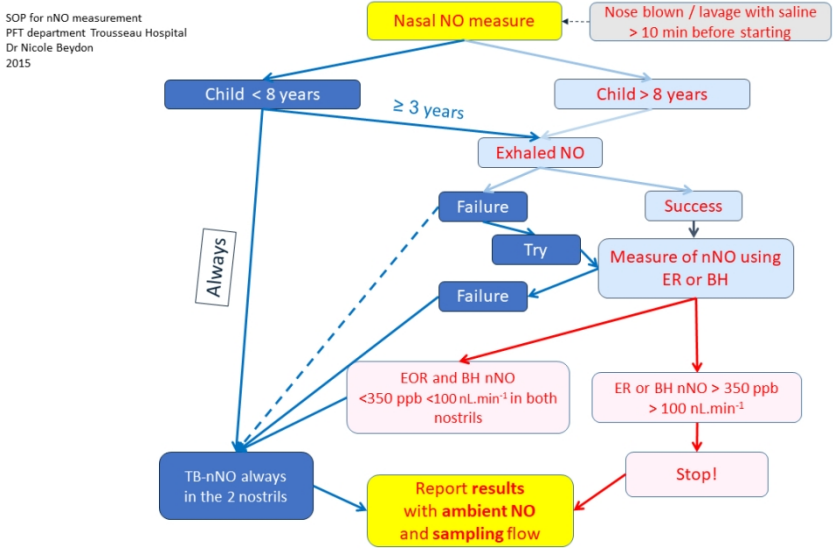 SOP for nNO measurement
PFT department Trousseau Hospital
Dr Nicole Beydon
2015
Nasal NO measure
Nose blown / lavage with saline
> 10 min before starting
Child < 8 years
Child > 8 years
≥ 3 years
Exhaled NO
Failure
Success
Always
Try
Measure of nNO using
ER or BH
Failure
EOR and BH nNO
<350 ppb <100 nL.min⁻¹ in both
nostrils
ER or BH nNO > 350 ppb
> 100 nL.min⁻¹
TB-nNO always
in the 2 nostrils
Stop!
Report results
with ambient NO
and sampling flow